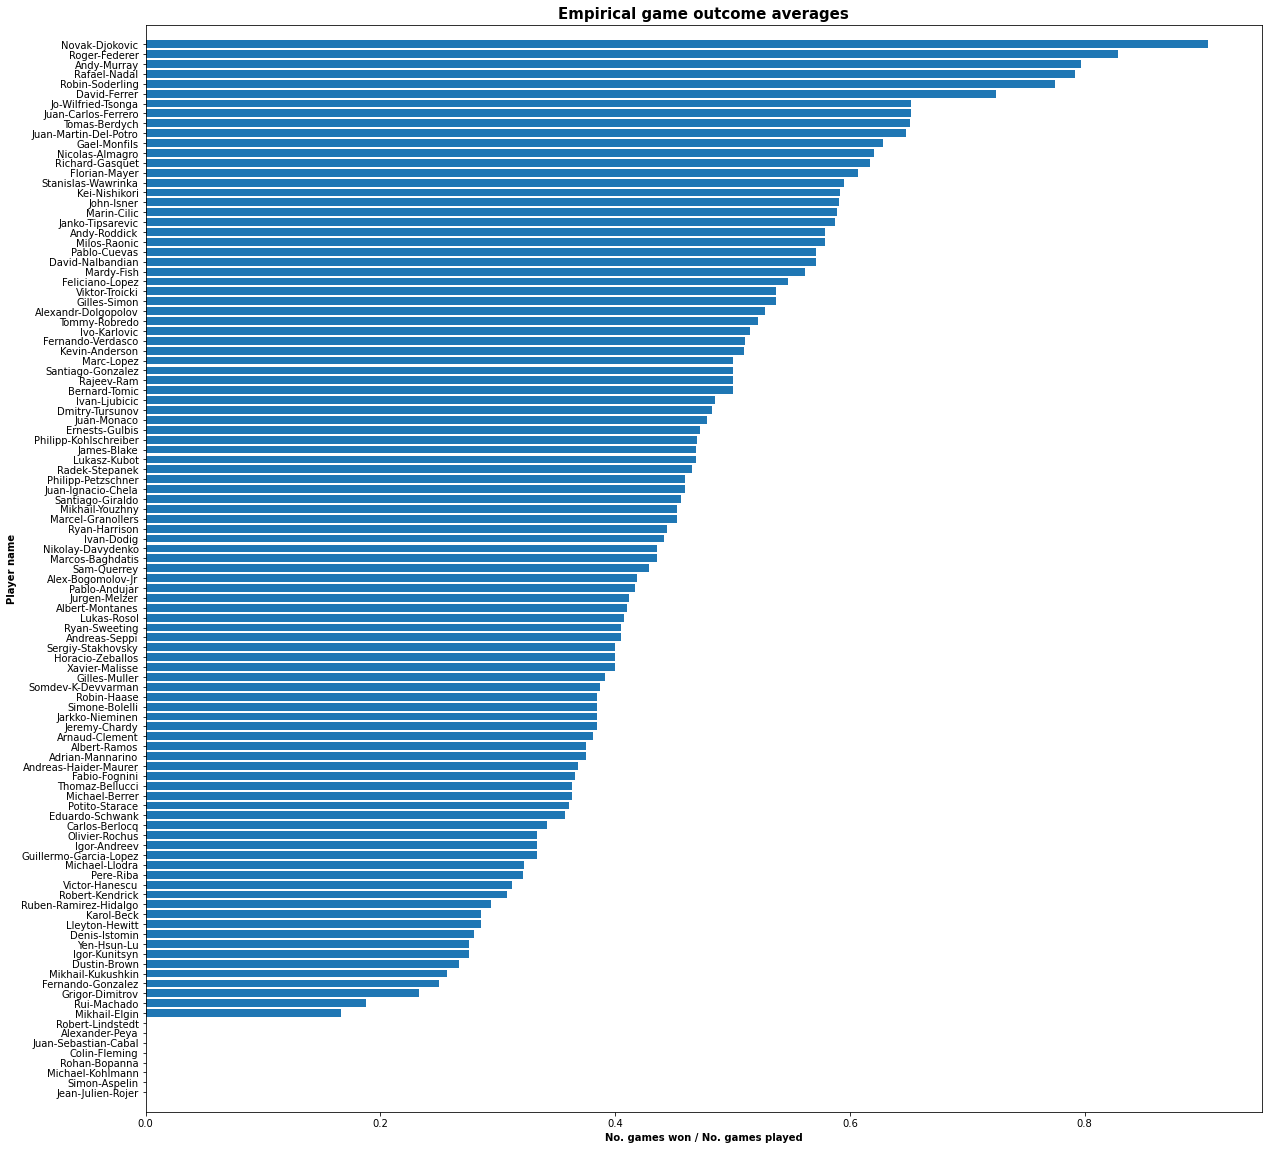 Empirical game outcome averages
Novak-Djokovic
Roger-Federer
Andy-Murray
Rafael-Nadal
Robin-Soderling
David-Ferrer
Jo-Wilfried-Tsonga
Juan-Carlos-Ferrero
Tomas-Berdych
Juan-Martin-Del-Potro
Gael-Monfils
Nicolas-Almagro
Richard-Gasquet
Florian-Mayer
Stanislas-Wawrinka
Kei-Nishikori
John-Isner
Marin-Cilic
Janko-Tipsarevic
Andy-Roddick
Milos-Raonic
Pablo-Cuevas
David-Nalbandian
Mardy-Fish
Feliciano-Lopez
Viktor-Troicki
Gilles-Simon
Alexandr-Dolgopolov
Tommy-Robredo
Ivo-Karlovic
Fernando-Verdasco
Kevin-Anderson
Marc-Lopez
Santiago-Gonzalez
Rajeev-Ram
Bernard-Tomic
Ivan-Ljubicic
Dmitry-Tursunov
Juan-Monaco
Ernests-Gulbis
Philipp-Kohlschreiber
James-Blake
Lukasz-Kubot
Radek-Stepanek
Philipp-Petzschner
Juan-Ignacio-Chela
Santiago-Giraldo
Mikhail-Youzhny
Marcel-Granollers
Ryan-Harrison
Ivan-Dodig
Nikolay-Davydenko
Marcos-Baghdatis
Sam-Querrey
Alex-Bogomolov-Jr
Pablo-Andujar
Jurgen-Melzer
Albert-Montanes
Lukas-Rosol
Ryan-Sweeting
Andreas-Seppi
Sergiy-Stakhovsky
Horacio-Zeballos
Xavier-Malisse
Gilles-Muller
Somdev-K-Devvarman
Robin-Haase
Simone-Bolelli
Jarkko-Nieminen
Jeremy-Chardy
Arnaud-Clement
Albert-Ramos
Adrian-Mannarino
Andreas-Haider-Maurer
Fabio-Fognini
Thomaz-Bellucci
Michael-Berrer
Potito-Starace
Eduardo-Schwank
Carlos-Berlocq
Olivier-Rochus
Igor-Andreev
Guillermo-Garcia-Lopez
Michael-Llodra
Pere-Riba
Victor-Hanescu
Robert-Kendrick
Ruben-Ramirez-Hidalgo
Karol-Beck
Lleyton-Hewitt
Denis-Istomin
Yen-Hsun-Lu
Igor-Kunitsyn
Dustin-Brown
Mikhail-Kukushkin
Fernando-Gonzalez
Grigor-Dimitrov
Rui-Machado
Mikhail-Elgin
Robert-Lindstedt
Alexander-Peya
Juan-Sebastian-Cabal
Colin-Fleming
Rohan-Bopanna
Michael-Kohlmann
Simon-Aspelin
Jean-Julien-Rojer
Player name
0.0 0.2 0.4 0.6 0.8
No. games won / No. games played